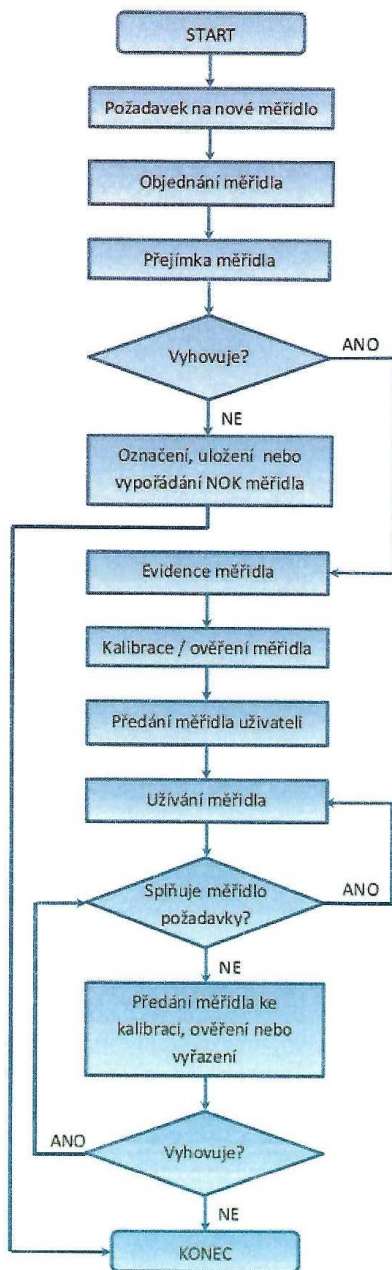 START
Požadavek na nové měřidlo
Objednání měřidla
Přejímka měřidla
Vyhovuje?
ANO
NE
Označení, uložení nebo
vypořádání NOK měřidla
Evidence měřidla
Kalibrace / ověření měřidla
Předání měřidla uživateli
Užívání měřidla
Splňuje měřidlo
požadavky?
ANO
NE
Předání měřidla ke
kalibraci, ověření nebo
vyřazení
ANO
Vyhovuje?
NE
KONEC